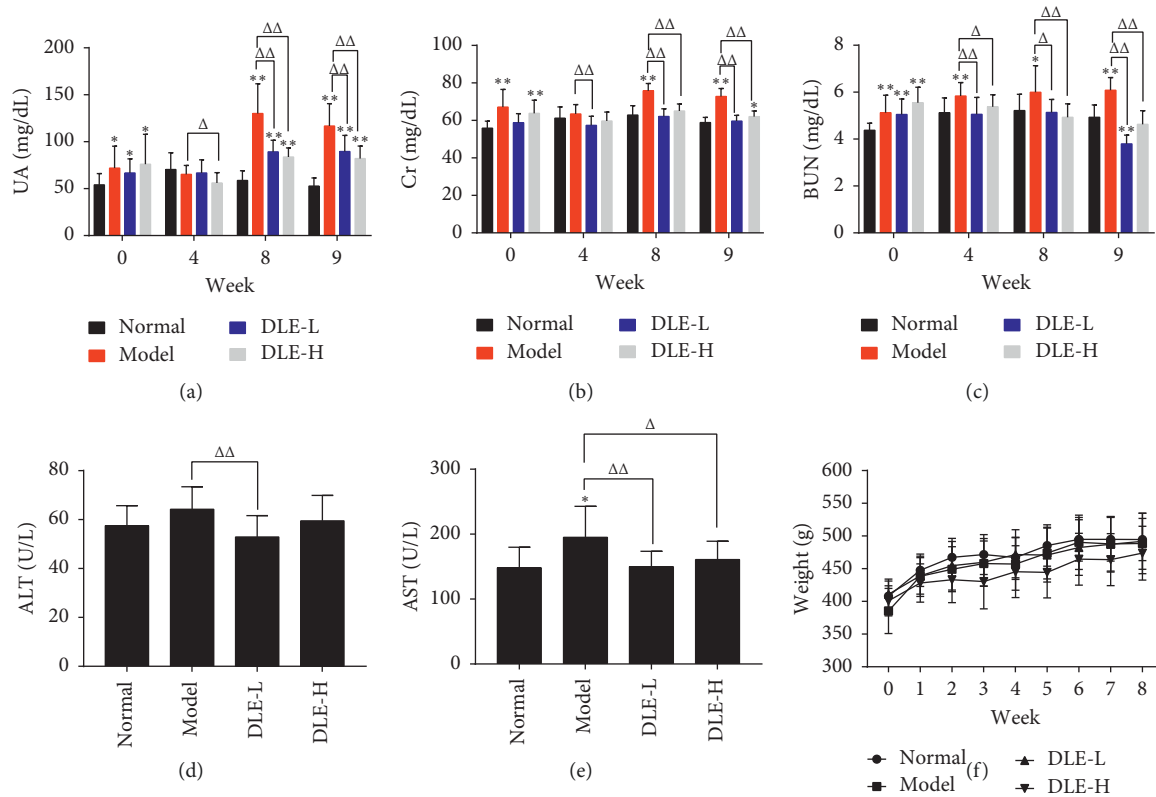 UA (mg/dL)
200
150
100
50
0
* * *
Δ
** ** **
ΔΔ
ΔΔ
** ** **
ΔΔ
ΔΔ
0 4 8 9
Week
Normal DLE-L
Model DLE-H
(a)
Cr (mg/dL)
100
80
60
40
20
0
** **
ΔΔ
**
ΔΔ
ΔΔ
** *
ΔΔ
ΔΔ
0 4 8 9
Week
Normal DLE-L
Model DLE-H
(b)
BUN (mg/dL)
8
6
4
2
0
** ** **
**
ΔΔ
Δ
*
Δ
ΔΔ
** **
ΔΔ
ΔΔ
0 4 8 9
Week
Normal DLE-L
Model DLE-H
(c)
ALT (U/L)
80
60
40
20
0
ΔΔ
Normal Model DLE-L DLE-H
(d)
AST (U/L)
300
200
100
0
*
ΔΔ
Δ
Normal Model DLE-L DLE-H
(e)
Weight (g)
600
550
500
450
400
350
300
0 1 2 3 4 5 6 7 8
Week
Normal DLE-L
Model DLE-H
(f)